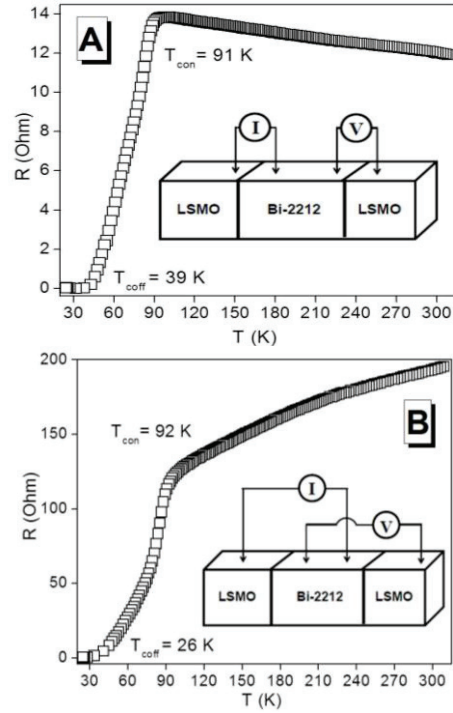 14
12
10
8
6
4
2
0
R (Ohm)
A
T_con = 91 K
I
V
LSMO
Bi-2212
LSMO
T_coff = 39 K
30 60 90 120 150 180 210 240 270 300
T (K)
200
150
100
50
0
R (Ohm)
B
T_con = 92 K
I
V
LSMO
Bi-2212
LSMO
T_coff = 26 K
30 60 90 120 150 180 210 240 270 300
T (K)